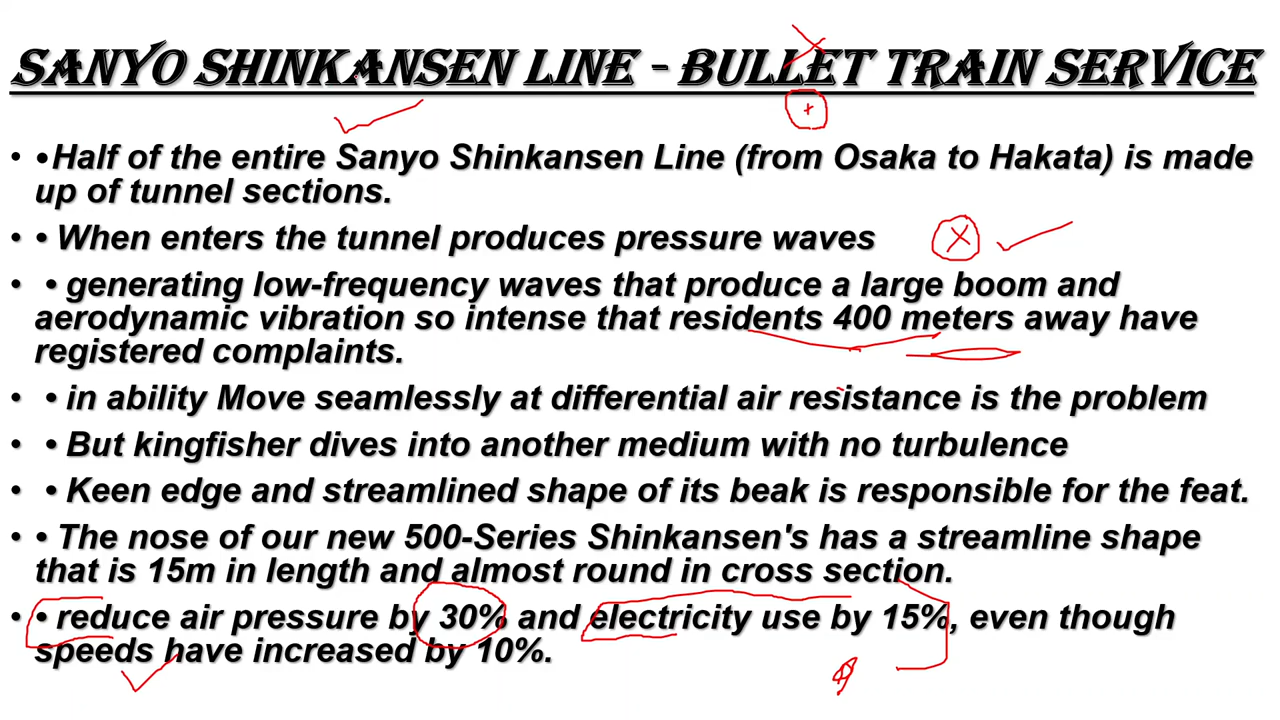 SANYO SHINKANSEN LINE - BULLET TRAIN SERVICE
• •Half of the entire Sanyo Shinkansen Line (from Osaka to Hakata) is made
up of tunnel sections.
• • When enters the tunnel produces pressure waves
• • generating low-frequency waves that produce a large boom and
aerodynamic vibration so intense that residents 400 meters away have
registered complaints.
• • in ability Move seamlessly at differential air resistance is the problem
• • But kingfisher dives into another medium with no turbulence
• • Keen edge and streamlined shape of its beak is responsible for the feat.
• • The nose of our new 500-Series Shinkansen's has a streamline shape
that is 15m in length and almost round in cross section.
• • reduce air pressure by 30% and electricity use by 15%, even though
speeds have increased by 10%.